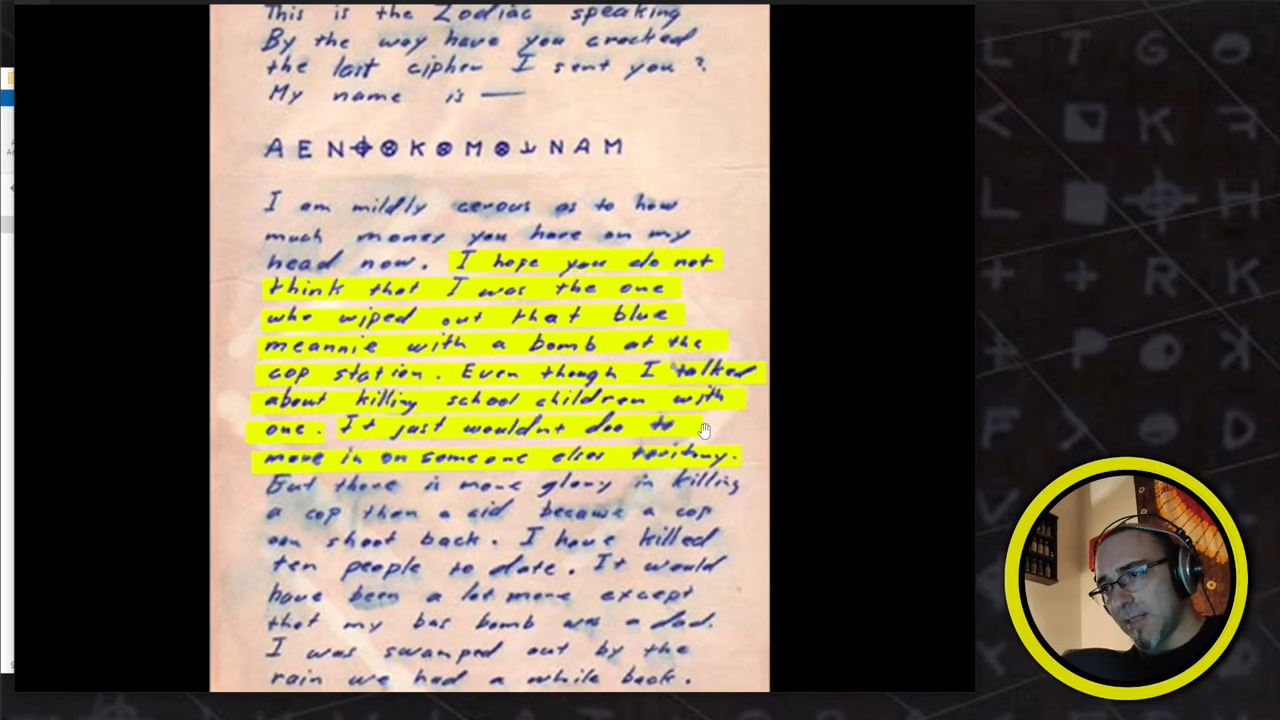 This is the Zodiac speaking
By the way have you cracked
the last cipher I sent you ?
My name is —
A E N ⌖ ⊗ K ⊗ M ⊗ ⅃ N A M
I am mildly cerous as to how
much money you have on my
head now. I hope you do not
think that I was the one
who wiped out that blue
meannie with a bomb at the
cop station. Even though I talked
about killing school children with
one. It just wouldnt doo to
move in on someone elses teritory.
But there is more glory in killing
a cop than a cid because a cop
can shoot back. I have killed
ten people to date. It would
have been a lot more except
that my bus bomb was a dud.
I was swamped out by the
rain we had a while back.
L T G
K
L H
+ + R K
P
F D